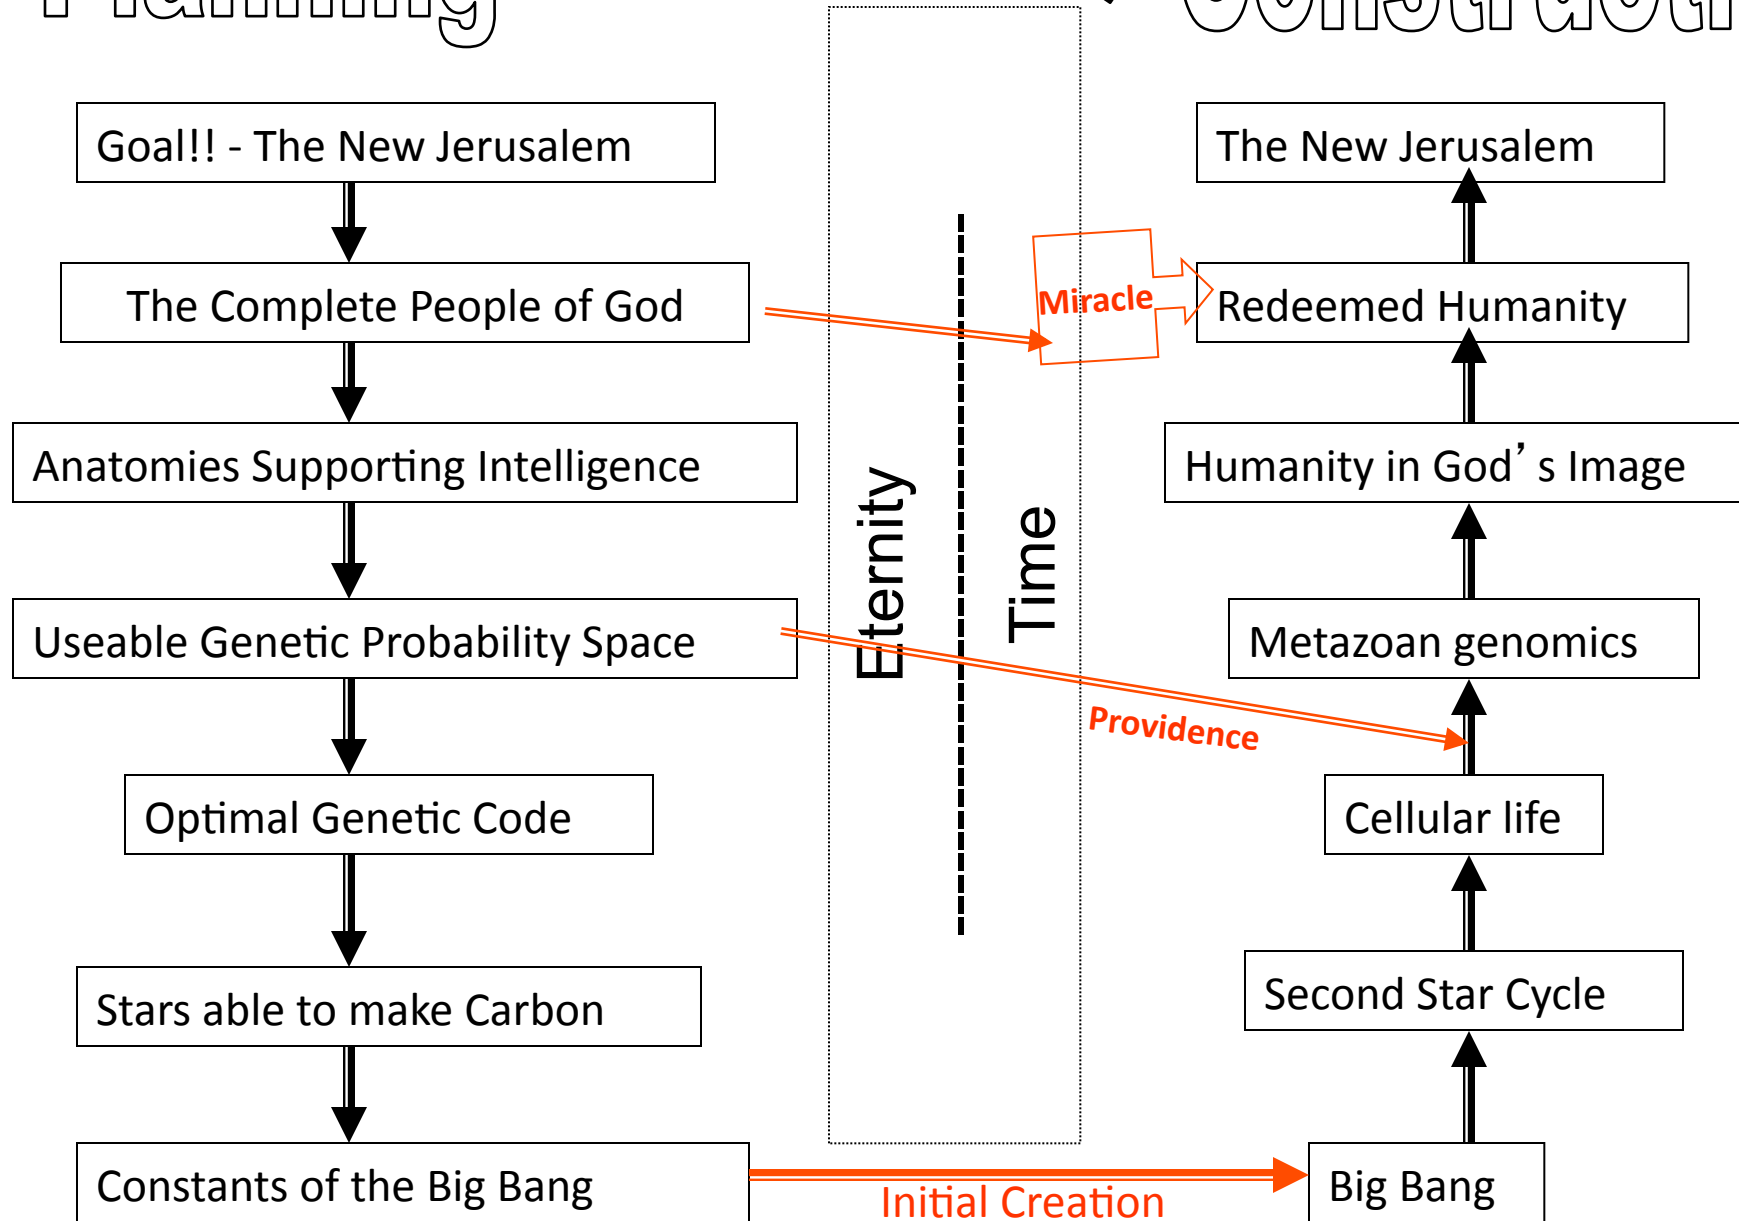 Planning
Goal!! - The New Jerusalem
The Complete People of God
Anatomies Supporting Intelligence
Useable Genetic Probability Space
Optimal Genetic Code
Stars able to make Carbon
Constants of the Big Bang
Eternity
Time
Miracle
Providence
Initial Creation
The New Jerusalem
Redeemed Humanity
Humanity in God’ s Image
Metazoan genomics
Cellular life
Second Star Cycle
Big Bang